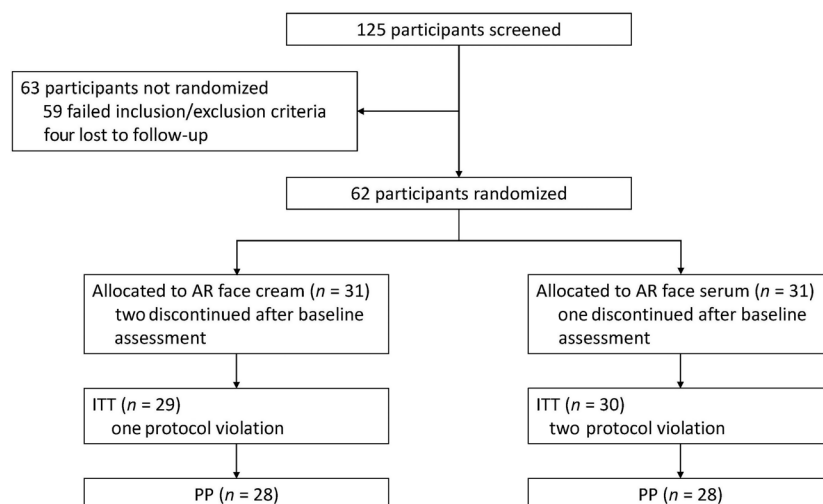 125 participants screened
63 participants not randomized
59 failed inclusion/exclusion criteria
four lost to follow-up
62 participants randomized
Allocated to AR face cream (n = 31)
two discontinued after baseline
assessment
Allocated to AR face serum (n = 31)
one discontinued after baseline
assessment
ITT (n = 29)
one protocol violation
ITT (n = 30)
two protocol violation
PP (n = 28)
PP (n = 28)